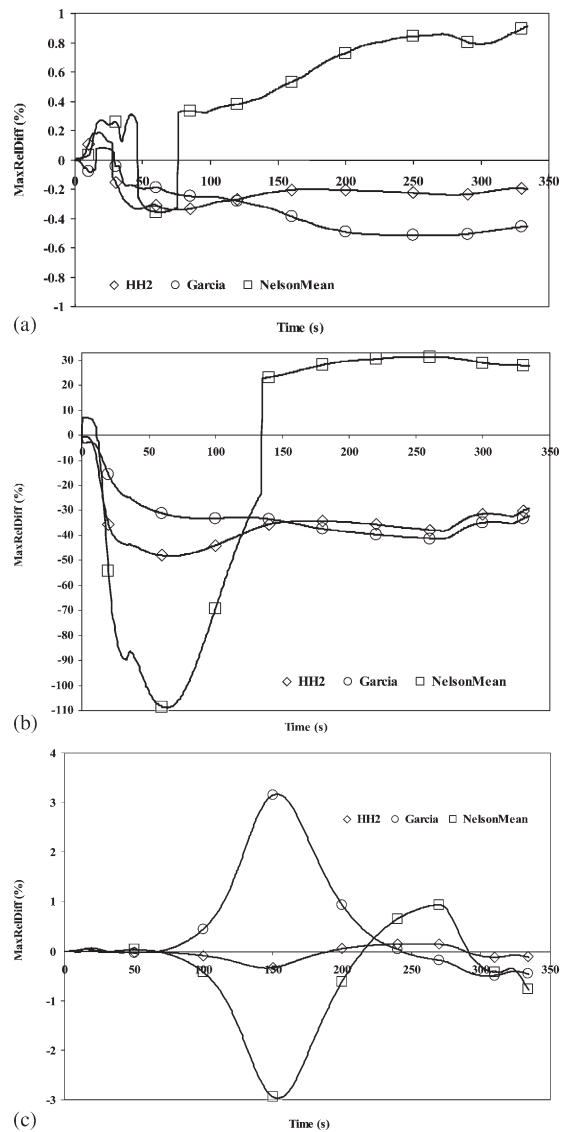 1
0.8
0.6
0.4
0.2
0
-0.2
-0.4
-0.6
-0.8
-1
MaxRelDiff (%)
0 50 100 150 200 250 300 350
HH2 Garcia NelsonMean
Time (s)
(a)
30
20
10
0
-10
-20
-30
-40
-50
-60
-70
-80
-90
-100
-110
MaxRelDiff (%)
0 50 100 150 200 250 300 350
HH2 Garcia NelsonMean
Time (s)
(b)
4
3
2
1
0
-1
-2
-3
MaxRelDiff (%)
HH2 Garcia NelsonMean
0 50 100 150 200 250 300 350
Time (s)
(c)